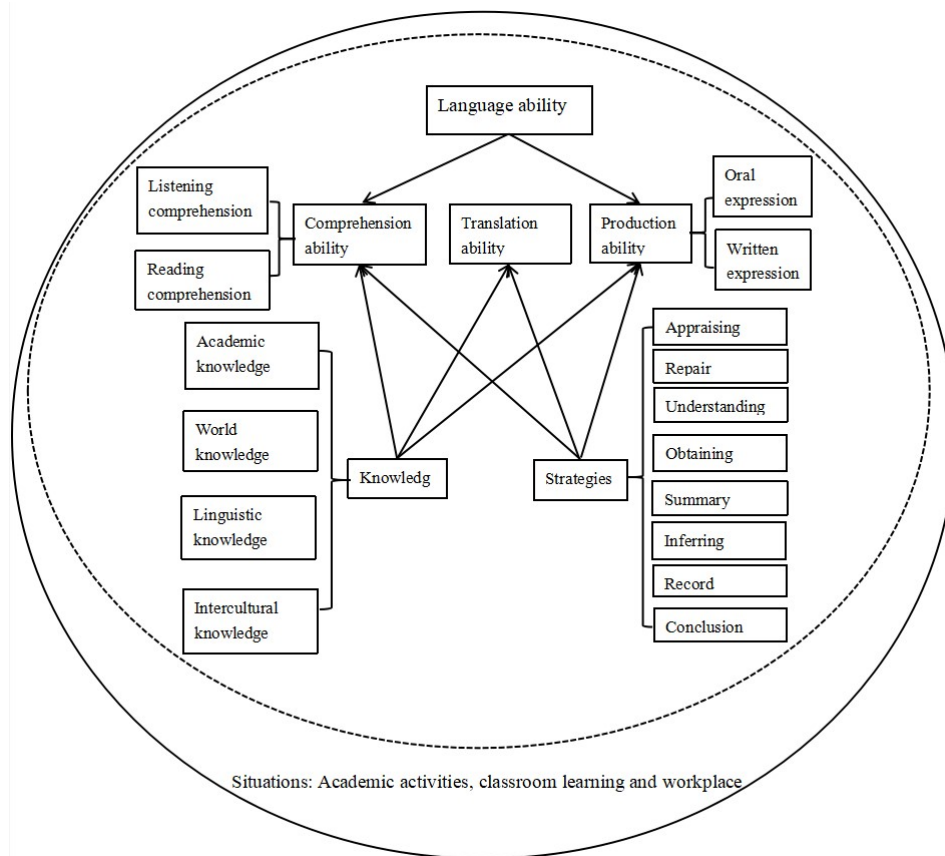 Language ability
Listening
comprehension
Reading
comprehension
Comprehension
ability
Translation
ability
Production
ability
Oral
expression
Written
expression
Academic
knowledge
World
knowledge
Linguistic
knowledge
Intercultural
knowledge
Knowledg
Strategies
Appraising
Repair
Understanding
Obtaining
Summary
Inferring
Record
Conclusion
Situations: Academic activities, classroom learning and workplace